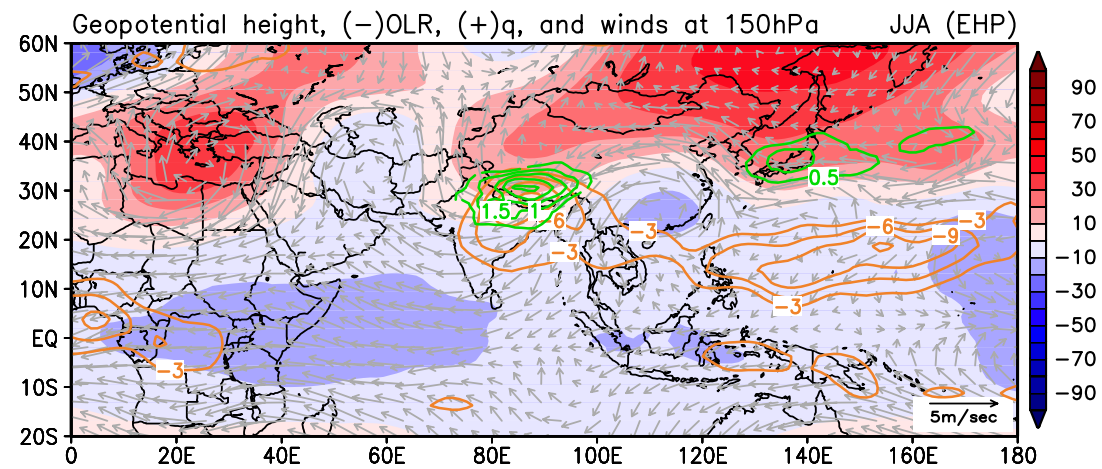 Geopotential height, (−)OLR, (+)q, and winds at 150hPa JJA (EHP)
60N
50N
40N
30N
20N
10N
EQ
10S
20S
0 20E 40E 60E 80E 100E 120E 140E 160E 180
90
70
50
30
10
−10
−30
−50
−70
−90
0.5
1.5 1
6
−3
−3
−6
−3
−9
−3
−3
5m/sec